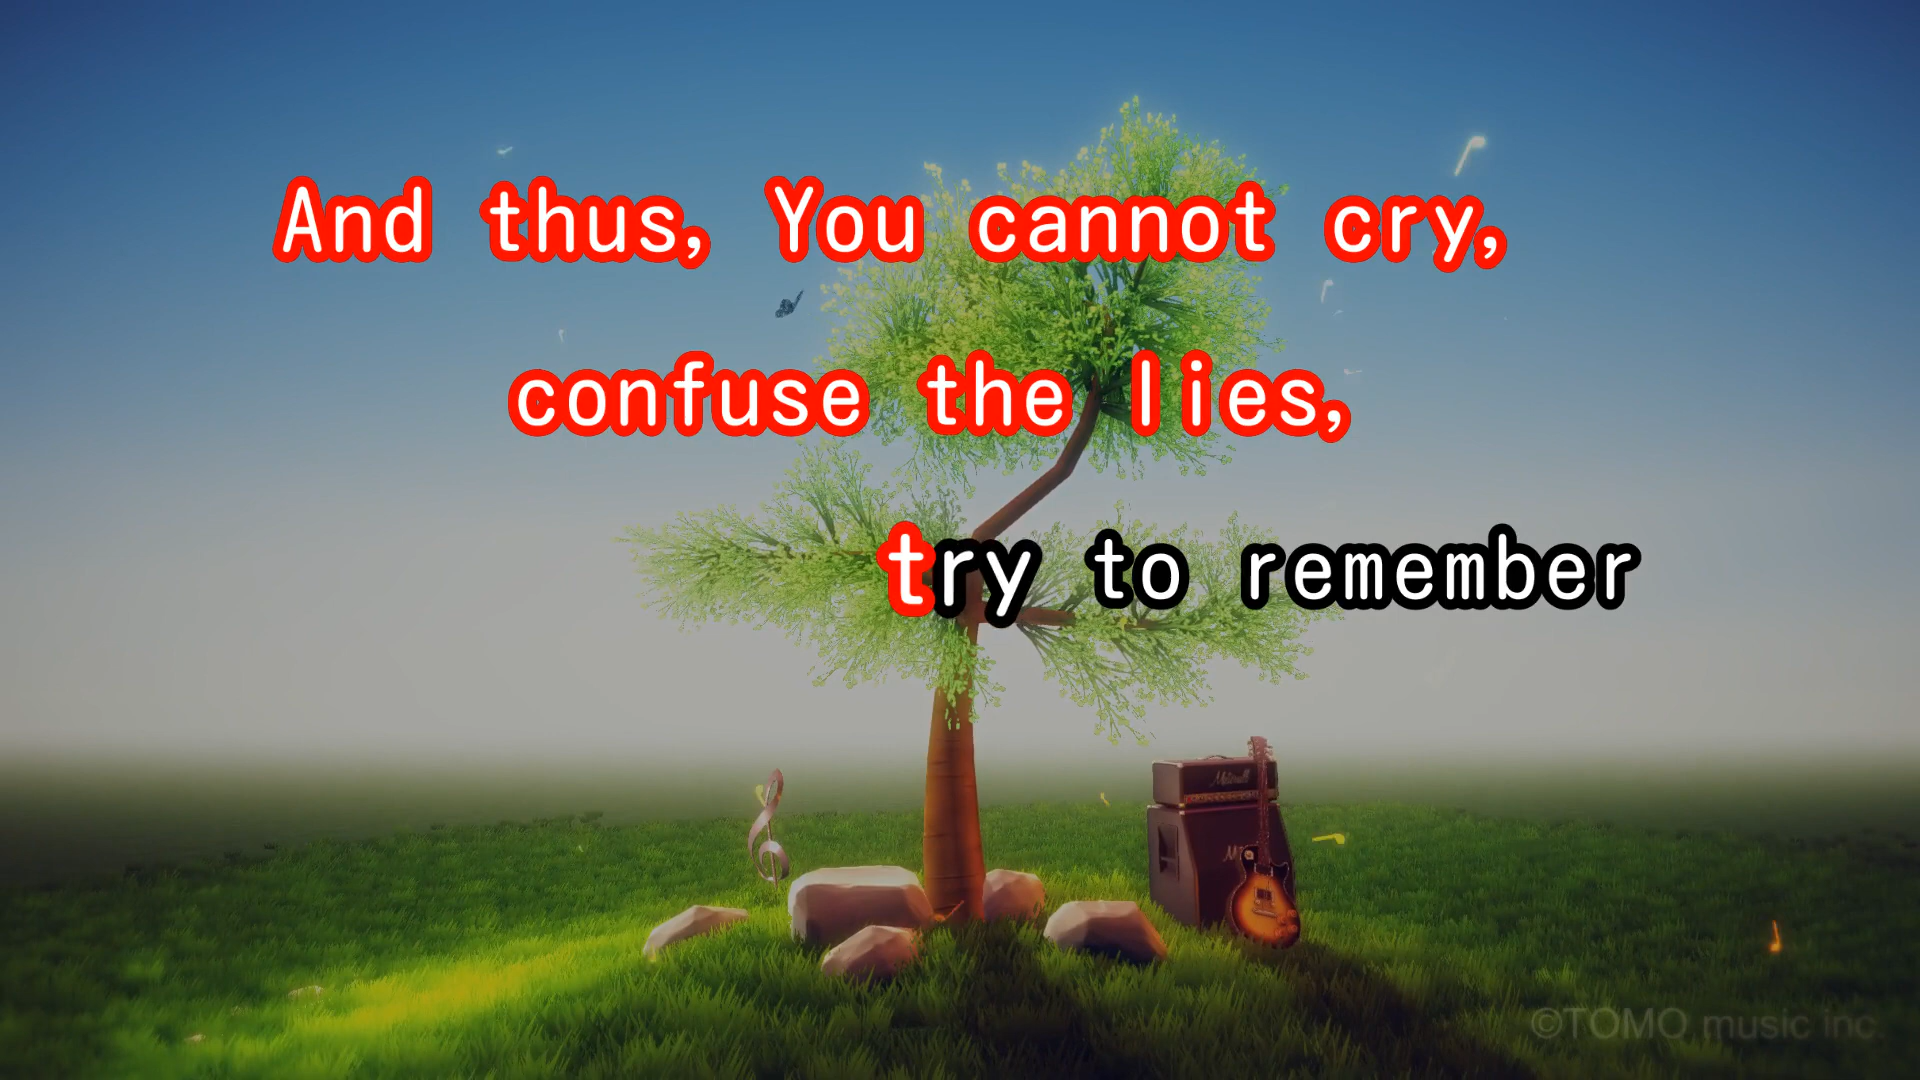 And thus, You cannot cry,
confuse the lies,
try to remember
©TOMO music inc.